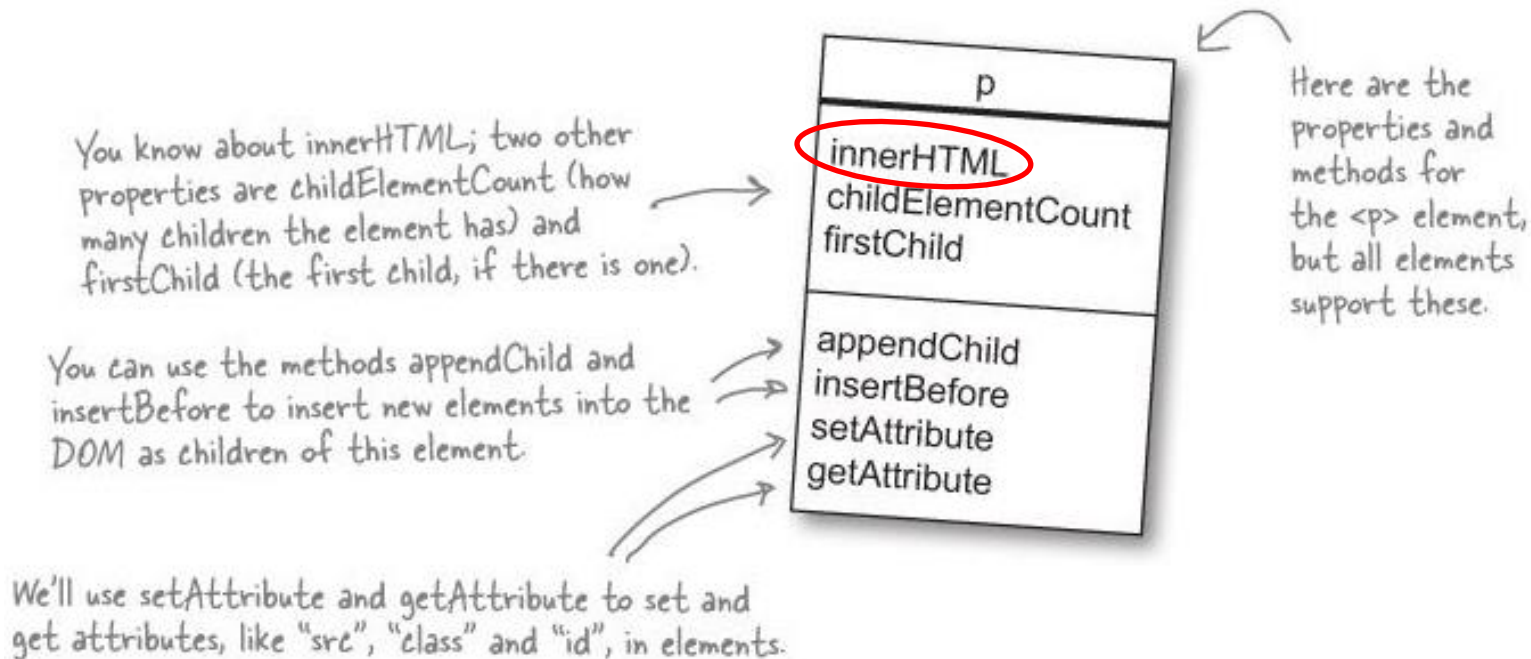 p
innerHTML
childElementCount
firstChild
appendChild
insertBefore
setAttribute
getAttribute
Here are the
properties and
methods for
the <p> element,
but all elements
support these.
You know about innerHTML; two other
properties are childElementCount (how
many children the element has) and
firstChild (the first child, if there is one).
You can use the methods appendChild and
insertBefore to insert new elements into the
DOM as children of this element.
We'll use setAttribute and getAttribute to set and
get attributes, like "src", "class" and "id", in elements.